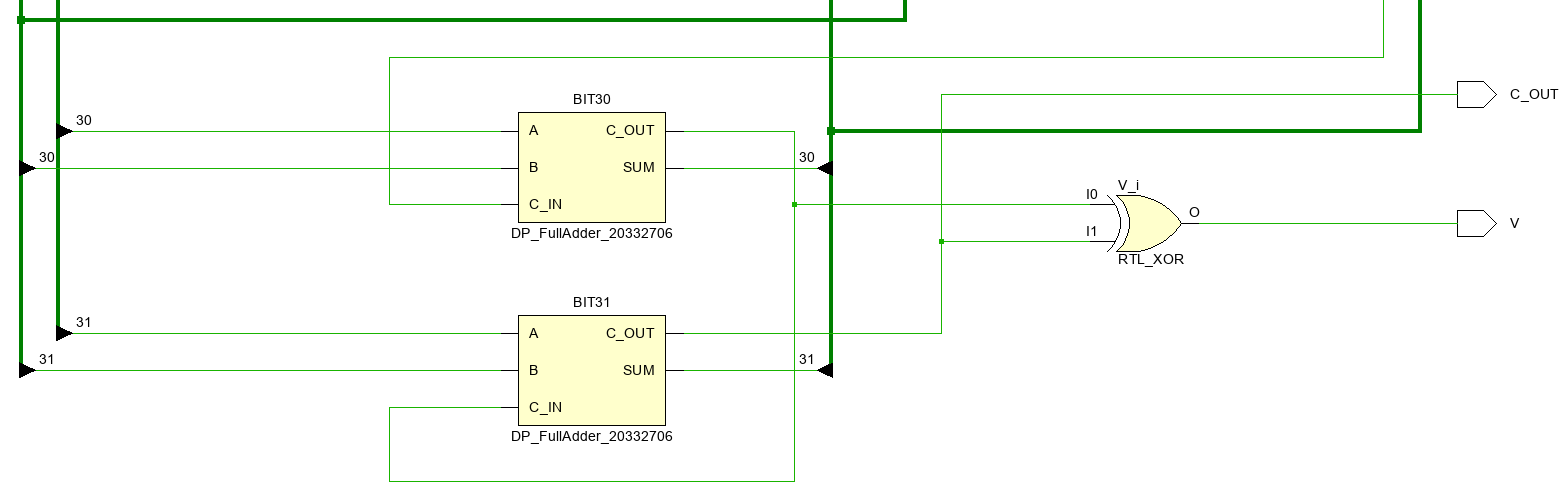 C_OUT
BIT30
30
A
C_OUT
30
B
SUM
30
V_i
I0
C_IN
O
V
I1
DP_FullAdder_20332706
RTL_XOR
BIT31
31
A
C_OUT
31
B
SUM
31
C_IN
DP_FullAdder_20332706